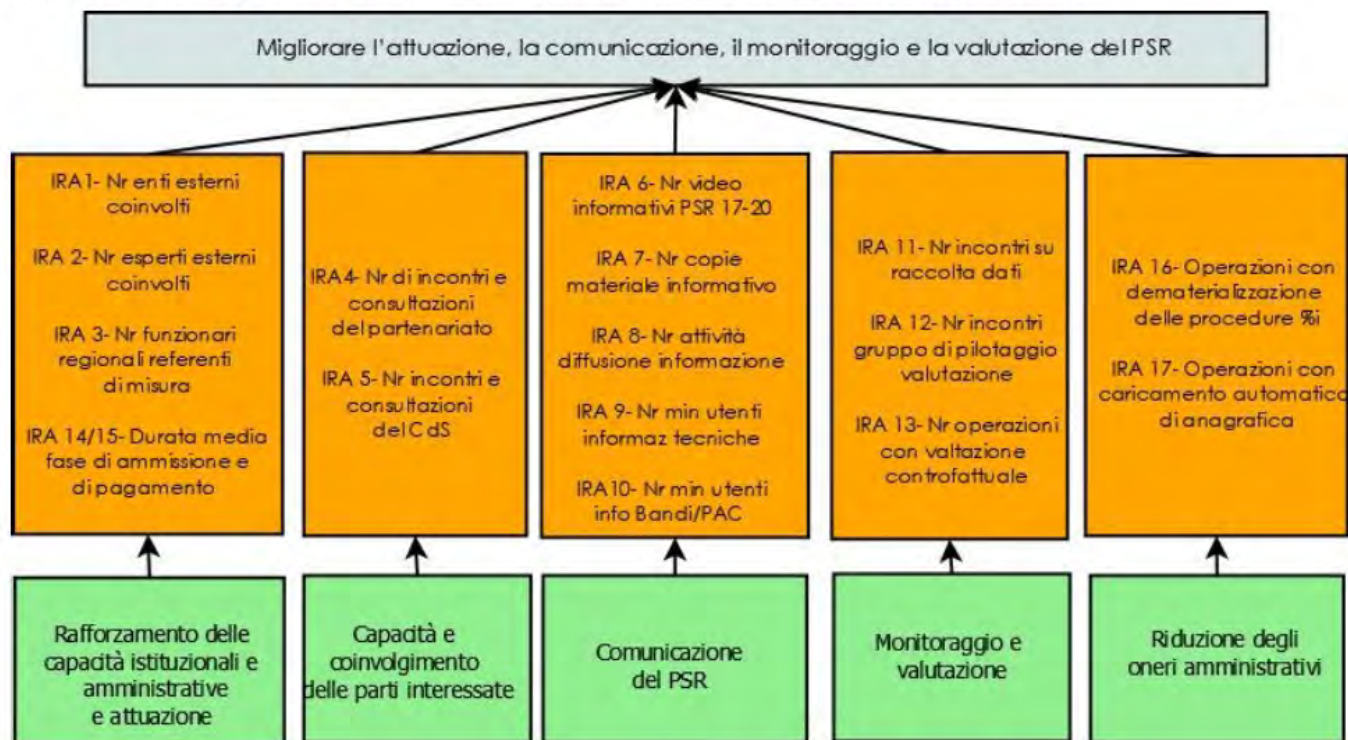 Migliorare l'attuazione, la comunicazione, il monitoraggio e la valutazione del PSR
IRA1- Nr enti esterni
coinvolti
IRA 2- Nr esperti esterni
coinvolti
IRA 3- Nr funzionari
regionali referenti
di misura
IRA 14/15- Durata media
fase di ammissione e
di pagamento
IRA4- Nr di incontri e
consultazioni
del partenariato
IRA 5- Nr incontri e
consultazioni
del CdS
IRA 6- Nr video
informativi PSR 17-20
IRA 7- Nr copie
materiale informativo
IRA 8- Nr attività
diffusione informazione
IRA 9- Nr min utenti
informaz tecniche
IRA10- Nr min utenti
info Bandi/PAC
IRA 11- Nr incontri su
raccolta dati
IRA 12- Nr incontri
gruppo di pilotaggio
valutazione
IRA 13- Nr operazioni
con valtazione
controfattuale
IRA 16- Operazioni con
dematerializzazione
delle procedure %i
IRA 17- Operazioni con
caricamento automatico
di anagrafica
Rafforzamento delle
capacità istituzionali e
amministrative
e attuazione
Capacità e
coinvolgimento
delle parti interessate
Comunicazione
del PSR
Monitoraggio e
valutazione
Riduzione degli
oneri amministrativi